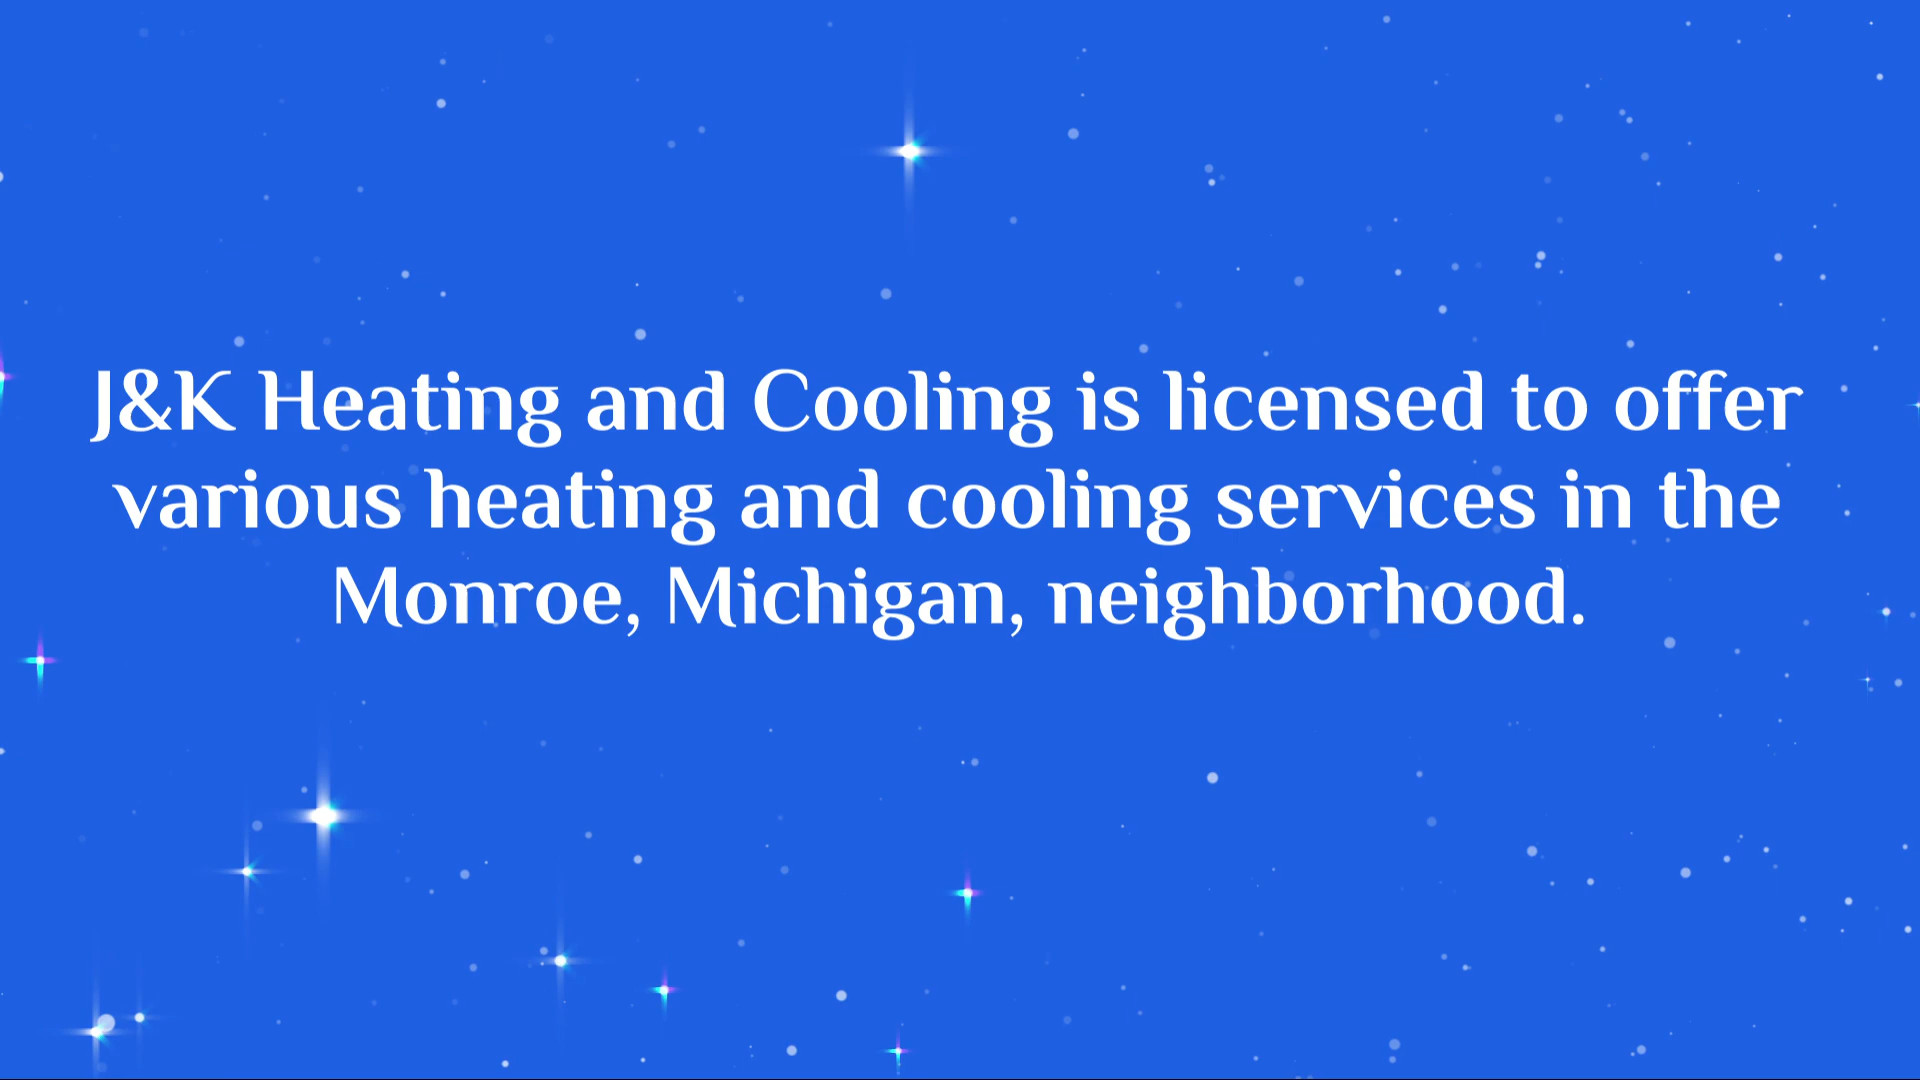 J&K Heating and Cooling is licensed to offer
various heating and cooling services in the
Monroe, Michigan, neighborhood.